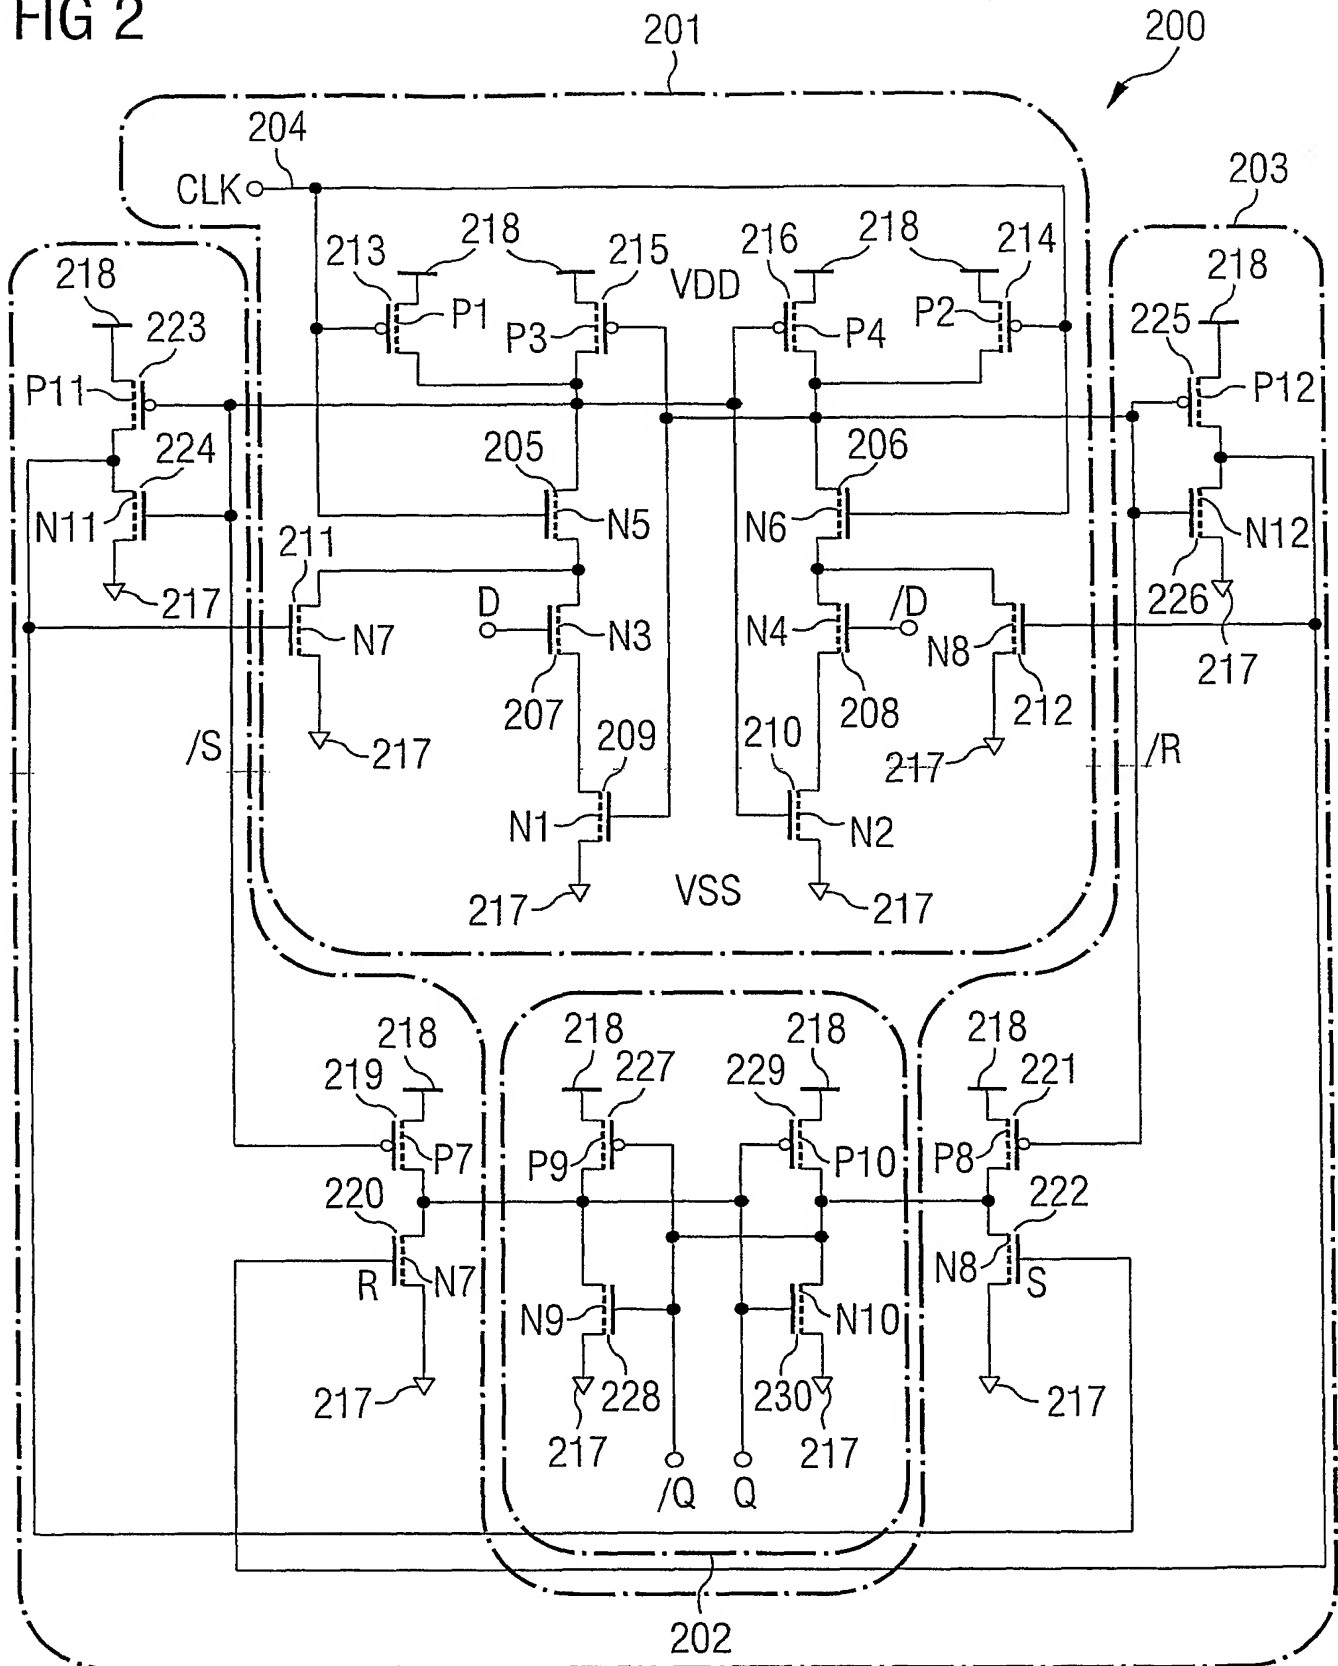 FIG 2
201
200
204
CLK
203
213
218
215
216
218
214
218
VDD
218
P1
P3
P4
P2
223
225
P11
P12
224
205
206
N11
N5
N6
N12
211
217
D
/D
226
N7
N3
N4
N8
217
207
208
212
/S
217
209
210
217
/R
N1
N2
217
VSS
217
218
218
218
218
219
227
229
221
P7
P9
P10
P8
220
222
R
N7
N8
S
N9
N10
217
228
230
217
217
217
/Q
Q
202